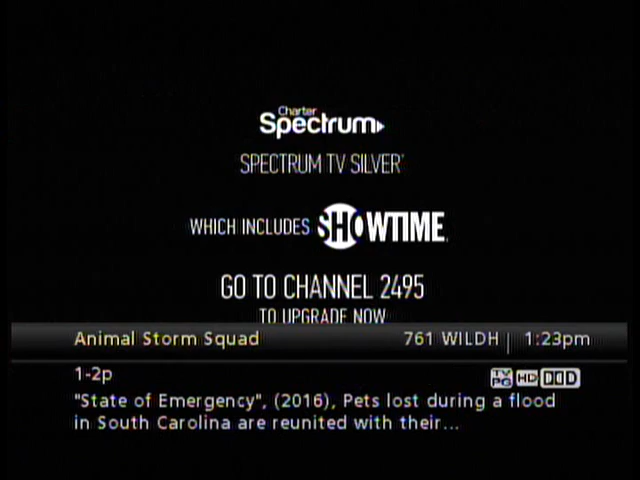 Charter
Spectrum
SPECTRUM TV SILVER
WHICH INCLUDES SHOWTIME
GO TO CHANNEL 2495
TO UPGRADE NOW
Animal Storm Squad 761 WILDH 1:23pm
1-2p TV PG HD DDD
"State of Emergency", (2016), Pets lost during a flood
in South Carolina are reunited with their...